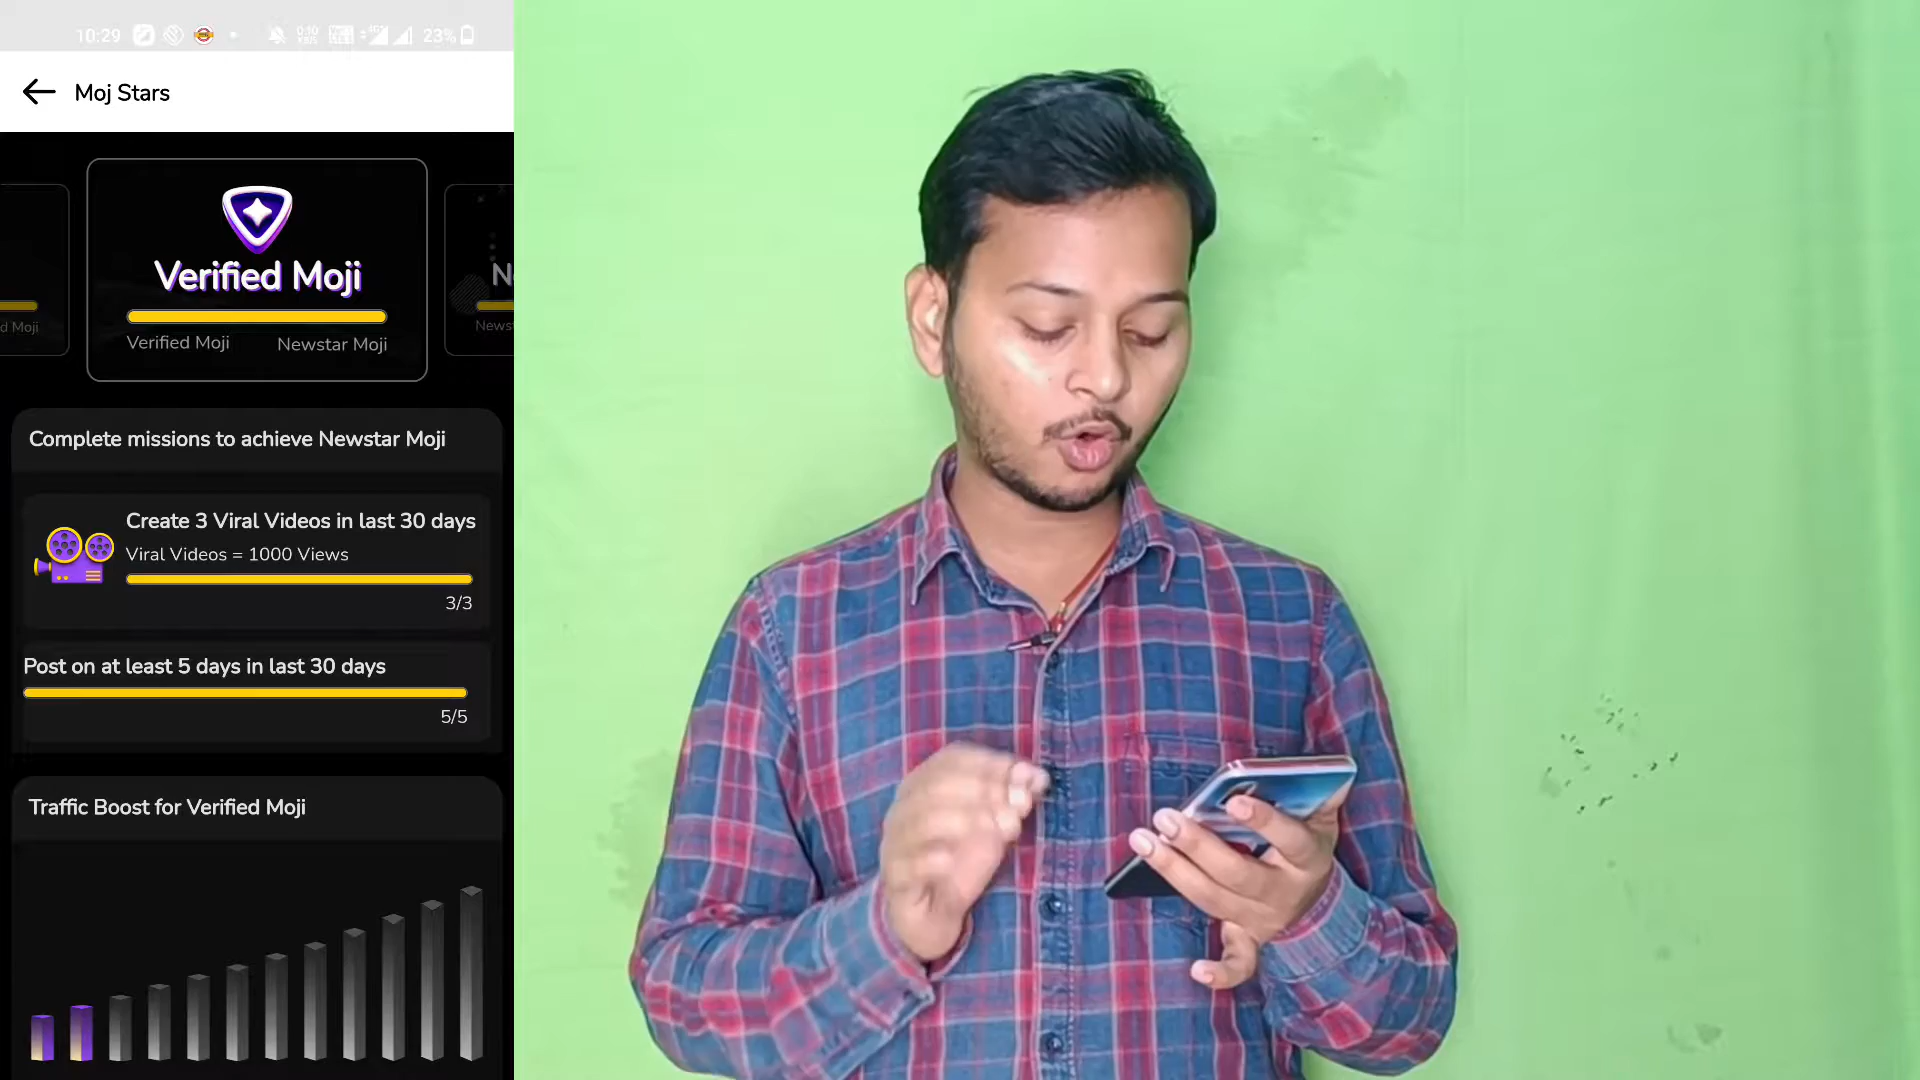 10:29
23%
Moj Stars
Verified Moji
Verified Moji
Newstar Moji
d Moji
Complete missions to achieve Newstar Moji
Create 3 Viral Videos in last 30 days
Viral Videos = 1000 Views
3/3
Post on at least 5 days in last 30 days
5/5
Traffic Boost for Verified Moji